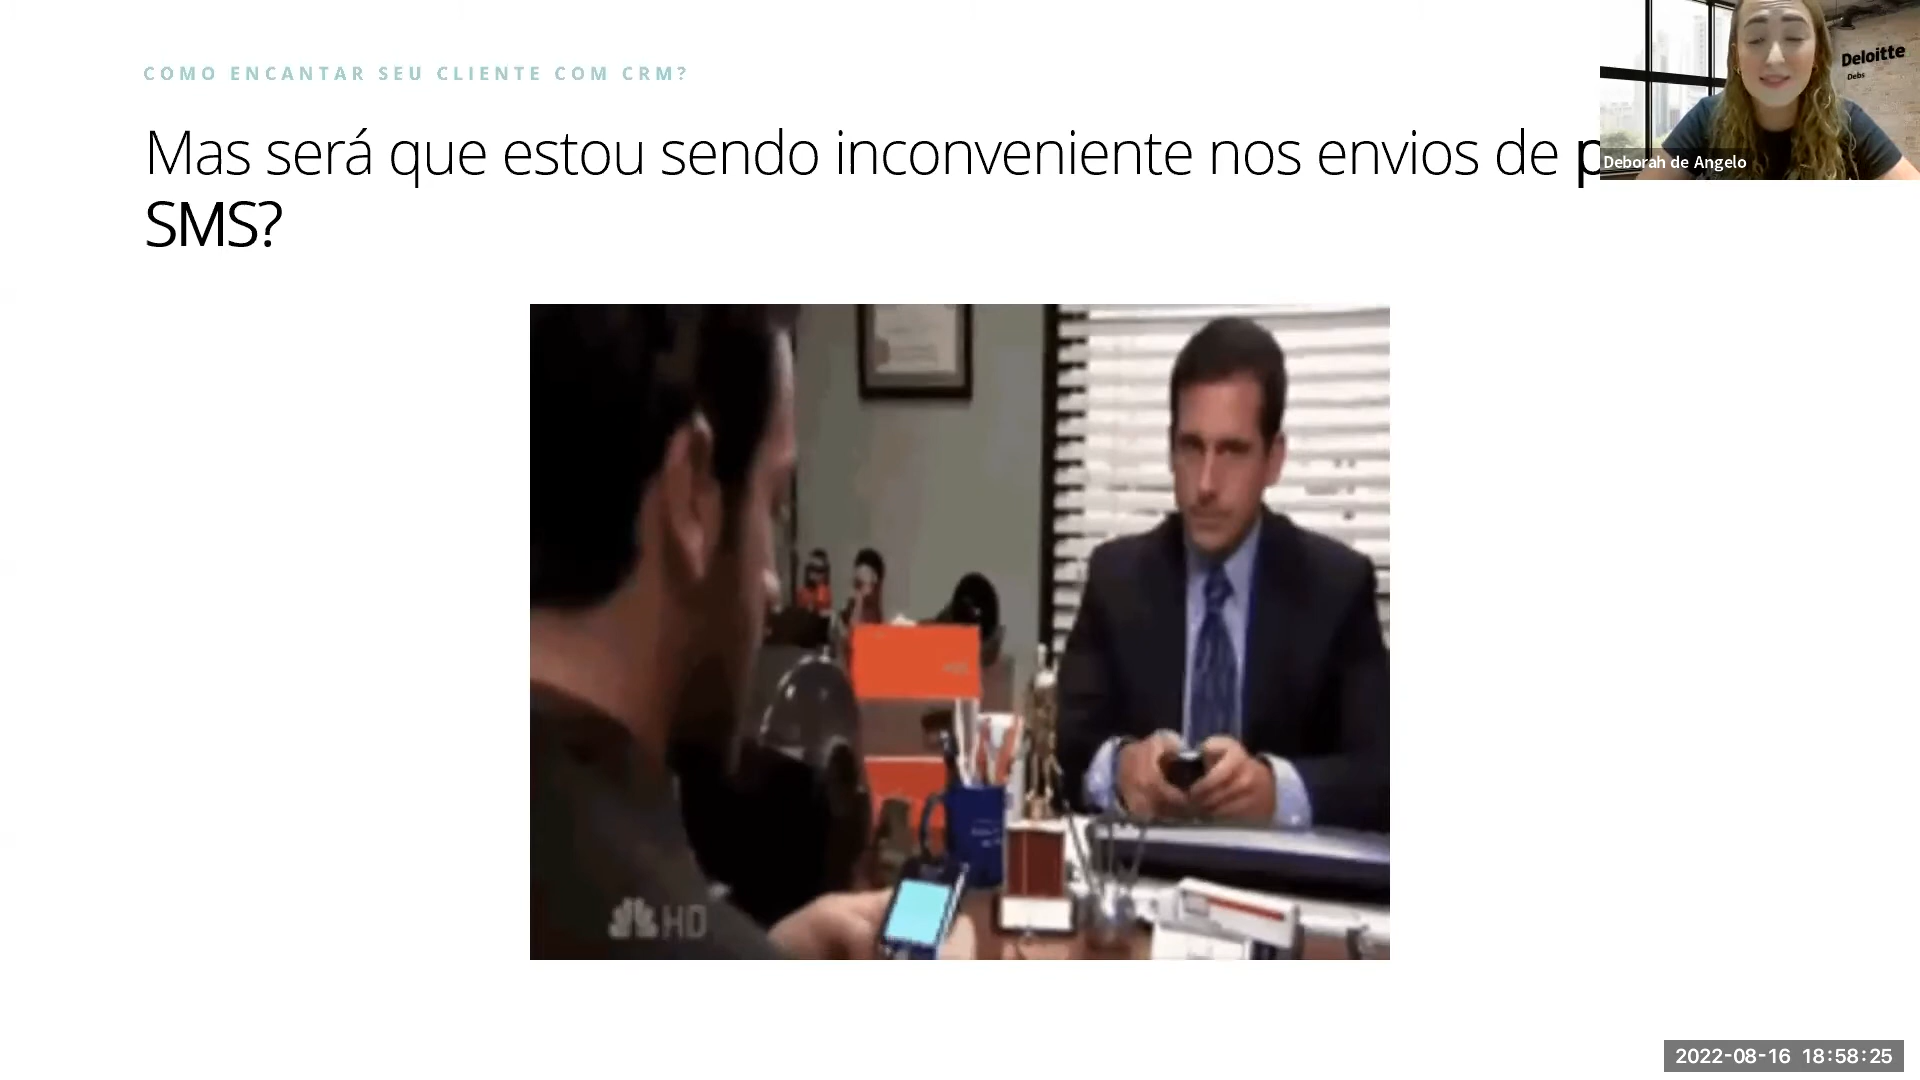 COMO ENCANTAR SEU CLIENTE COM CRM?
Mas será que estou sendo inconveniente nos envios de
SMS?
Deloitte
Debs
Deborah de Angelo
HD
2022-08-16 18:58:25